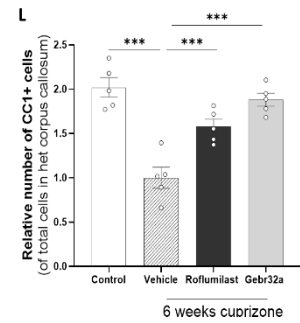 L
***
*** ***
Relative number of CC1+ cells
(of total cells in het corpus callosum)
2.5
2.0
1.5
1.0
0.5
0.0
Control Vehicle Roflumilast Gebr32a
6 weeks cuprizone